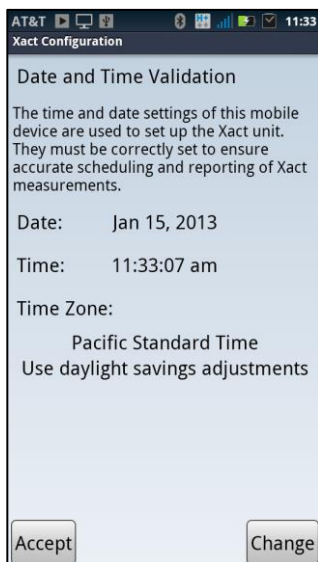 AT&T 11:33
Xact Configuration
Date and Time Validation
The time and date settings of this mobile
device are used to set up the Xact unit.
They must be correctly set to ensure
accurate scheduling and reporting of Xact
measurements.
Date: Jan 15, 2013
Time: 11:33:07 am
Time Zone:
Pacific Standard Time
Use daylight savings adjustments
Accept Change